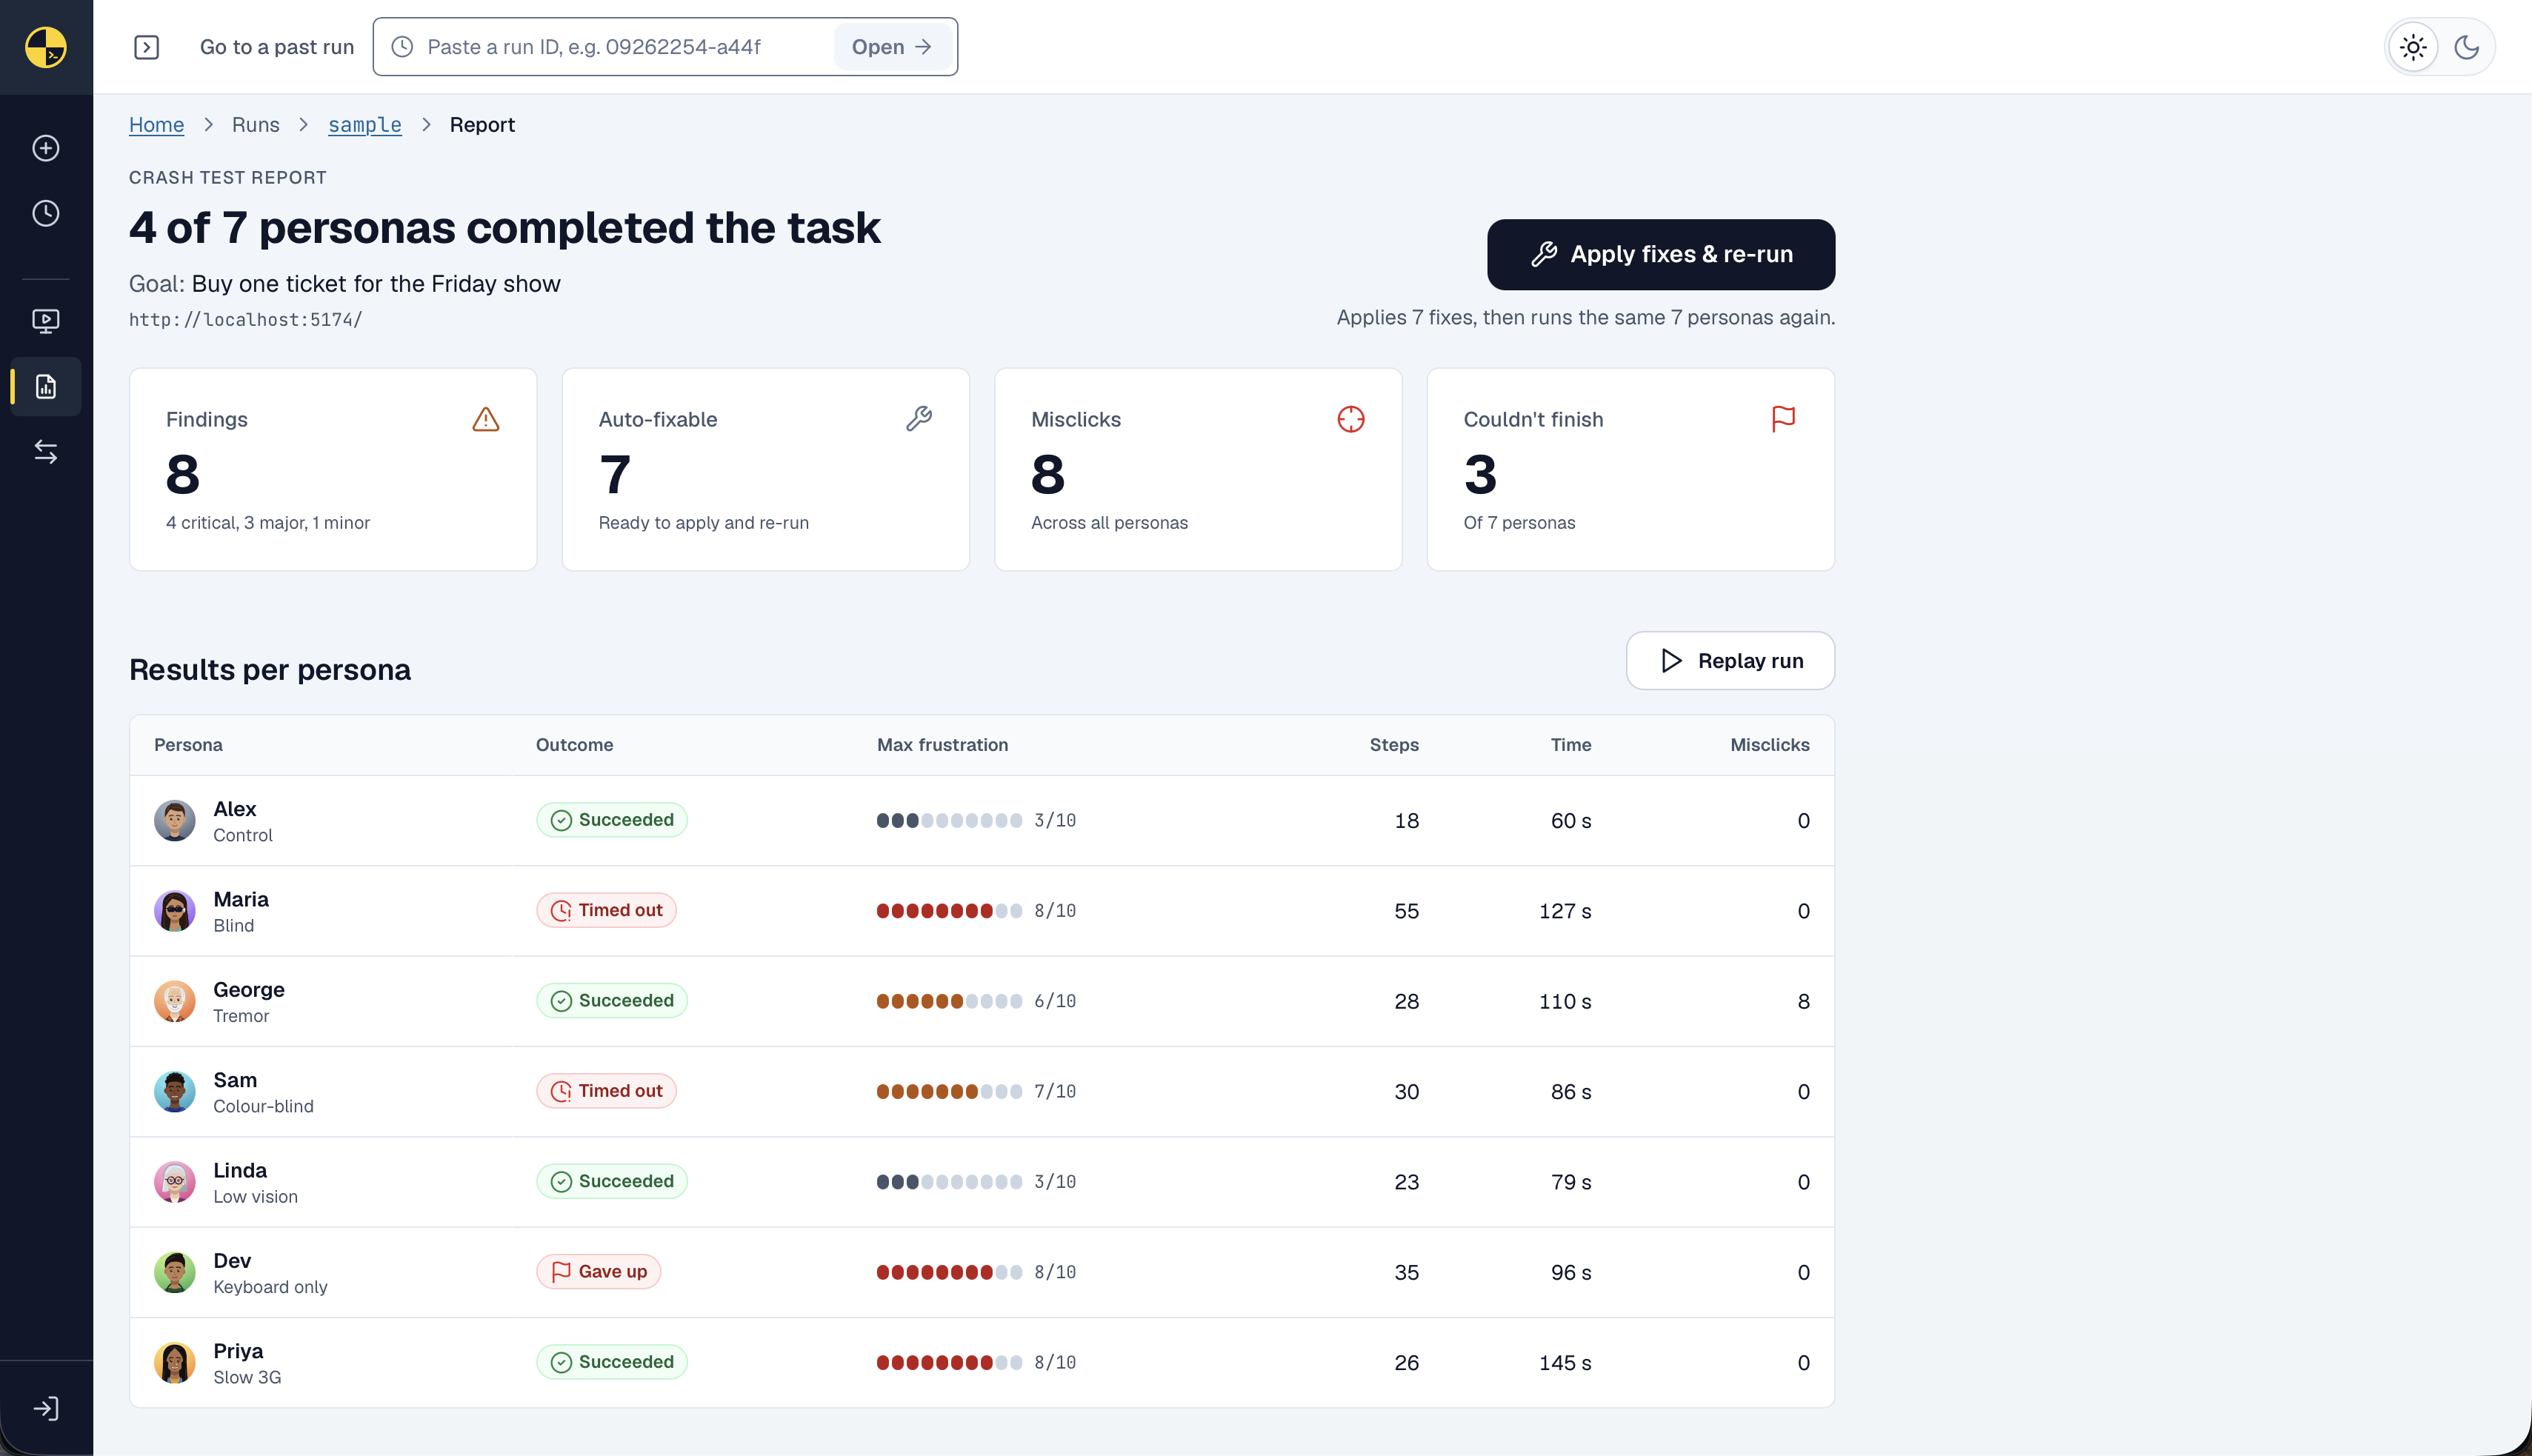 Go to a past run
Paste a run ID, e.g. 09262254-a44f
Open
Home > Runs > sample > Report
CRASH TEST REPORT
4 of 7 personas completed the task
Goal: Buy one ticket for the Friday show
http://localhost:5174/
Apply fixes & re-run
Applies 7 fixes, then runs the same 7 personas again.
Findings
8
4 critical, 3 major, 1 minor
Auto-fixable
7
Ready to apply and re-run
Misclicks
8
Across all personas
Couldn't finish
3
Of 7 personas
Results per persona
Replay run
Persona Outcome Max frustration Steps Time Misclicks
Alex
Control
Succeeded 3/10 18 60 s 0
Maria
Blind
Timed out 8/10 55 127 s 0
George
Tremor
Succeeded 6/10 28 110 s 8
Sam
Colour-blind
Timed out 7/10 30 86 s 0
Linda
Low vision
Succeeded 3/10 23 79 s 0
Dev
Keyboard only
Gave up 8/10 35 96 s 0
Priya
Slow 3G
Succeeded 8/10 26 145 s 0